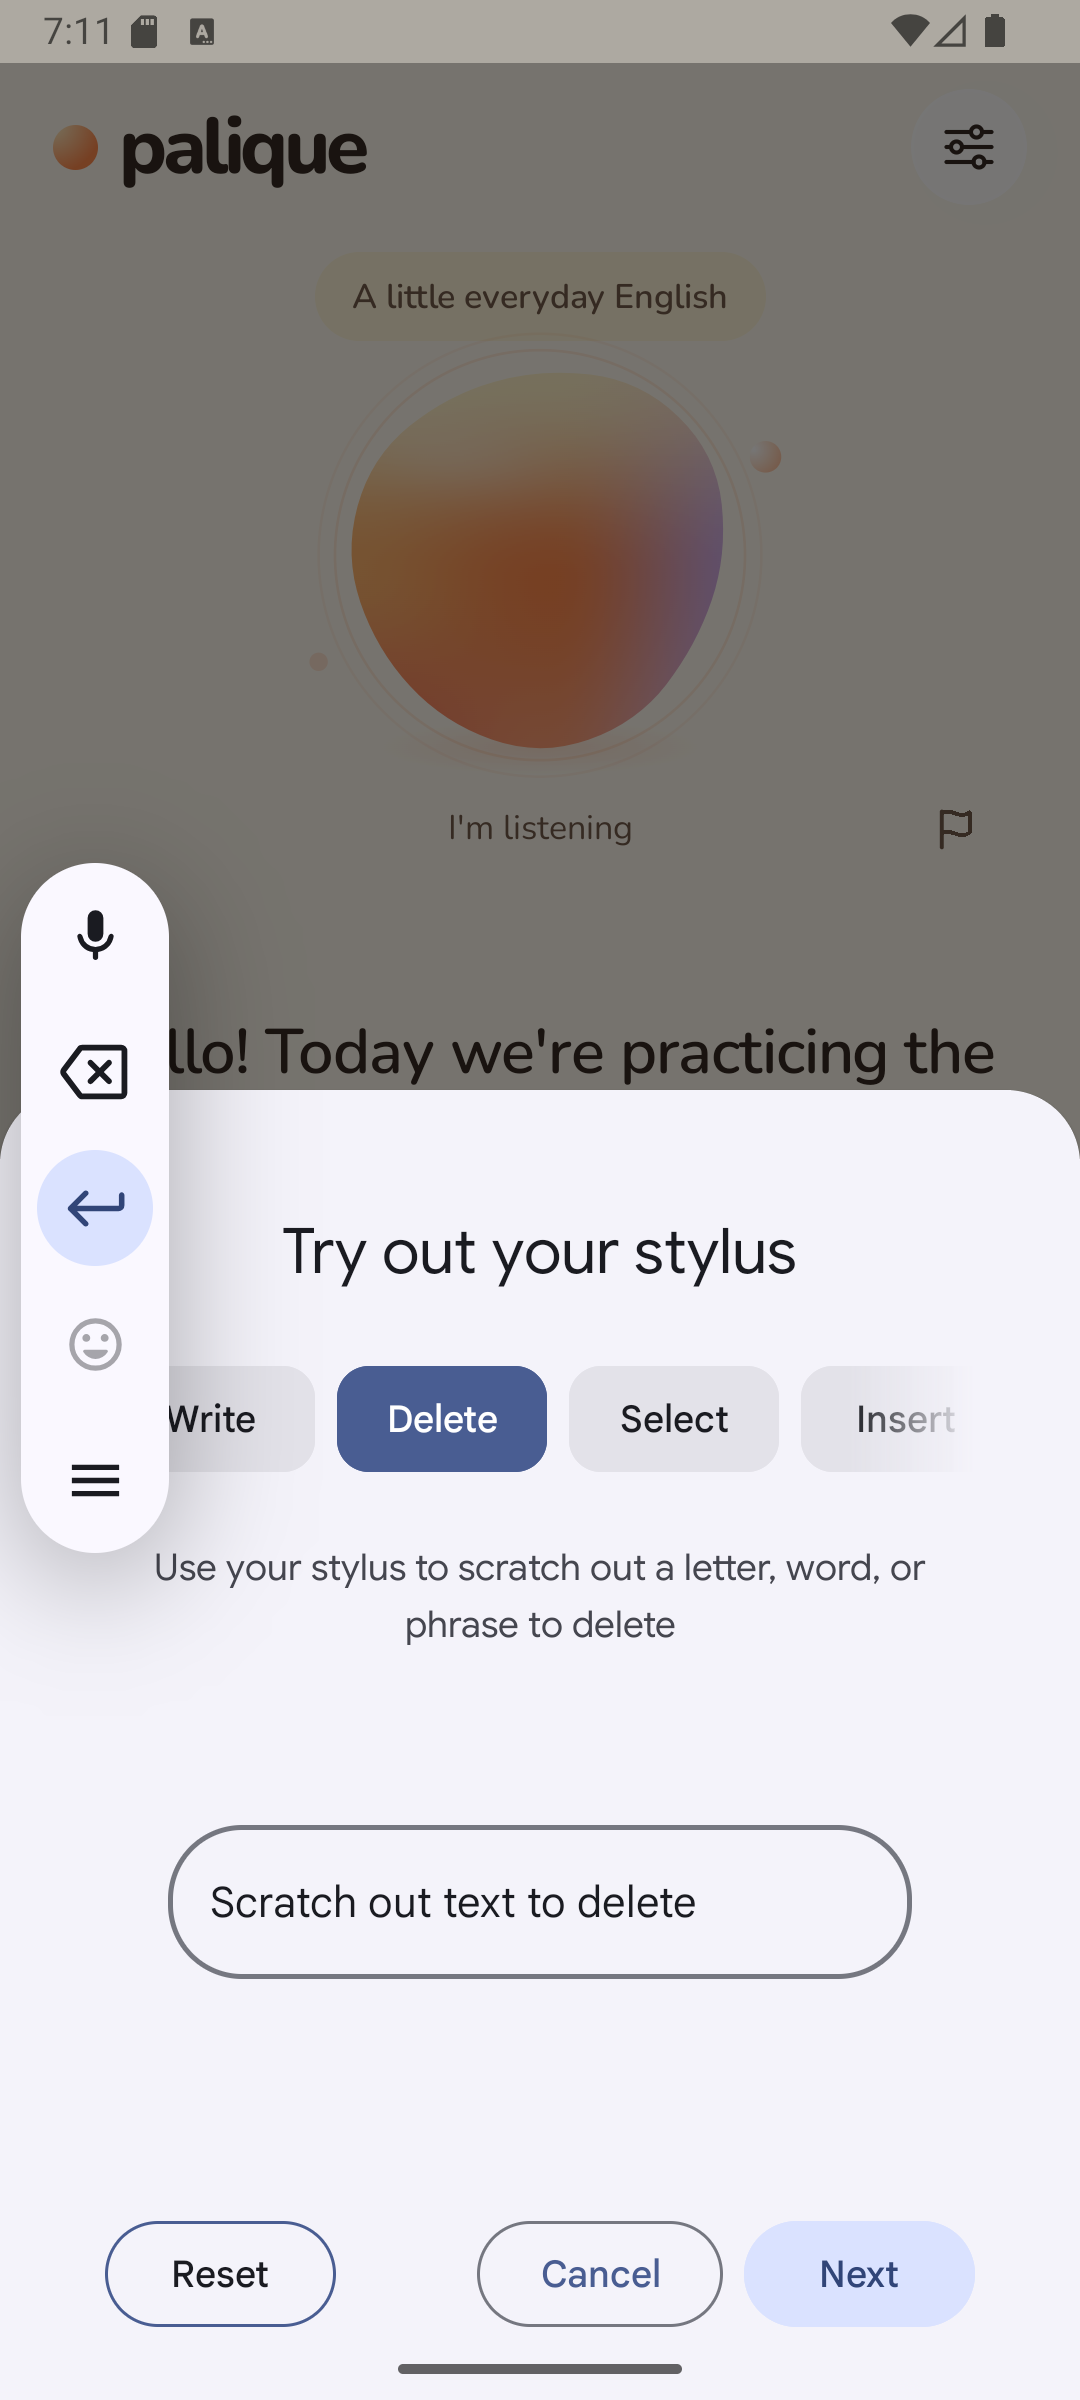 7:11
palique
A little everyday English
I'm listening
llo! Today we're practicing the
Try out your stylus
Write
Delete
Select
Insert
Use your stylus to scratch out a letter, word, or
phrase to delete
Scratch out text to delete
Reset
Cancel
Next